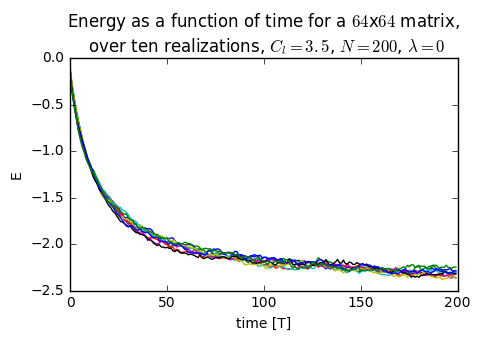 Energy as a function of time for a 64x64 matrix,
over ten realizations, C_l = 3.5, N = 200, λ = 0
0.0
−0.5
−1.0
−1.5
−2.0
−2.5
E
0 50 100 150 200
time [T]